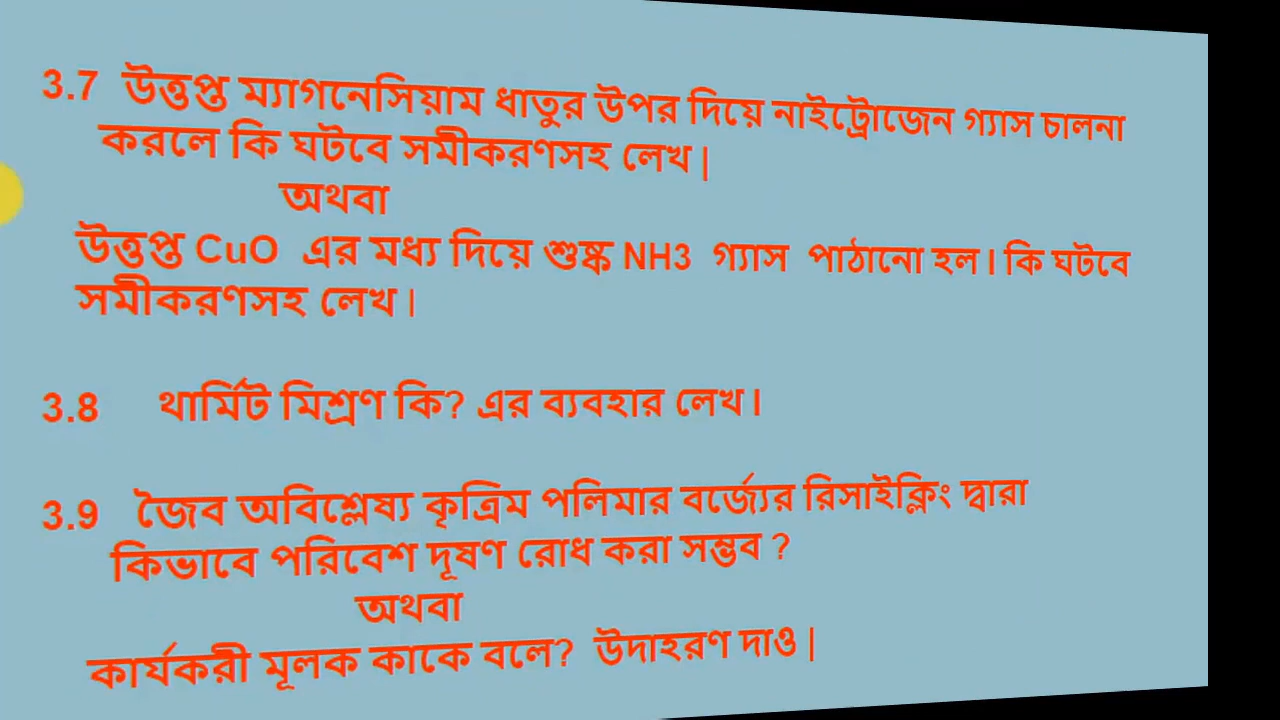 3.7 উত্তপ্ত ম্যাগনেসিয়াম ধাতুর উপর দিয়ে নাইট্রোজেন গ্যাস চালনা
করলে কি ঘটবে সমীকরণসহ লেখ |
অথবা
উত্তপ্ত CuO এর মধ্য দিয়ে শুষ্ক NH3 গ্যাস পাঠানো হল। কি ঘটবে
সমীকরণসহ লেখ।
3.8 থার্মিট মিশ্রণ কি? এর ব্যবহার লেখ।
3.9 জৈব অবিশ্লেষ্য কৃত্রিম পলিমার বর্জ্যের রিসাইক্লিং দ্বারা
কিভাবে পরিবেশ দূষণ রোধ করা সম্ভব ?
অথবা
কার্যকরী মূলক কাকে বলে? উদাহরণ দাও |